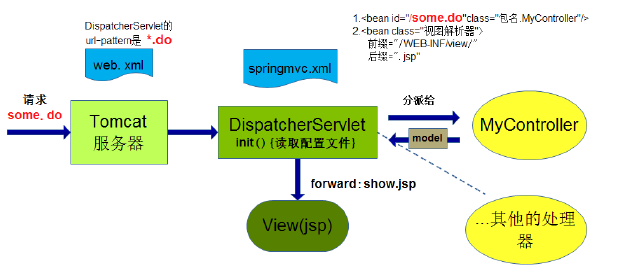 DispatcherServlet的
url-pattern是 *.do
web. xml
springmvc.xml
1.<bean id="/some.do"class="包名.MyController"/>
2.<bean class="视图解析器">
前缀="/WEB-INF/view/"
后缀=".jsp"
请求
some. do
Tomcat
服务器
DispatcherServlet
init(){读取配置文件}
分派给
model
MyController
forward:show.jsp
View(jsp)
...其他的处理
器